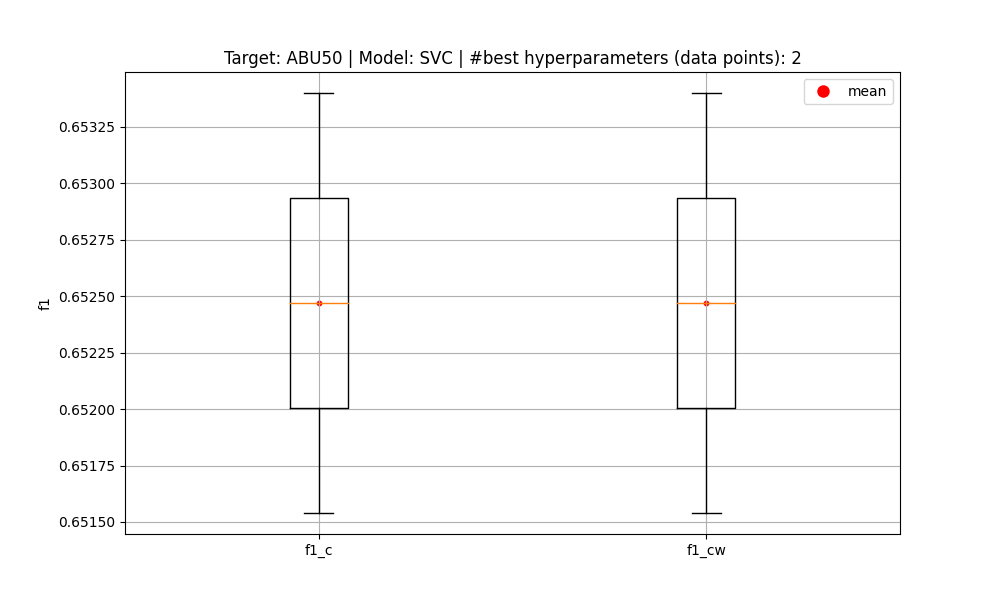 Target: ABU50 | Model: SVC | #best hyperparameters (data points): 2
mean
0.65325
0.65300
0.65275
0.65250
0.65225
0.65200
0.65175
0.65150
f1
f1_c
f1_cw